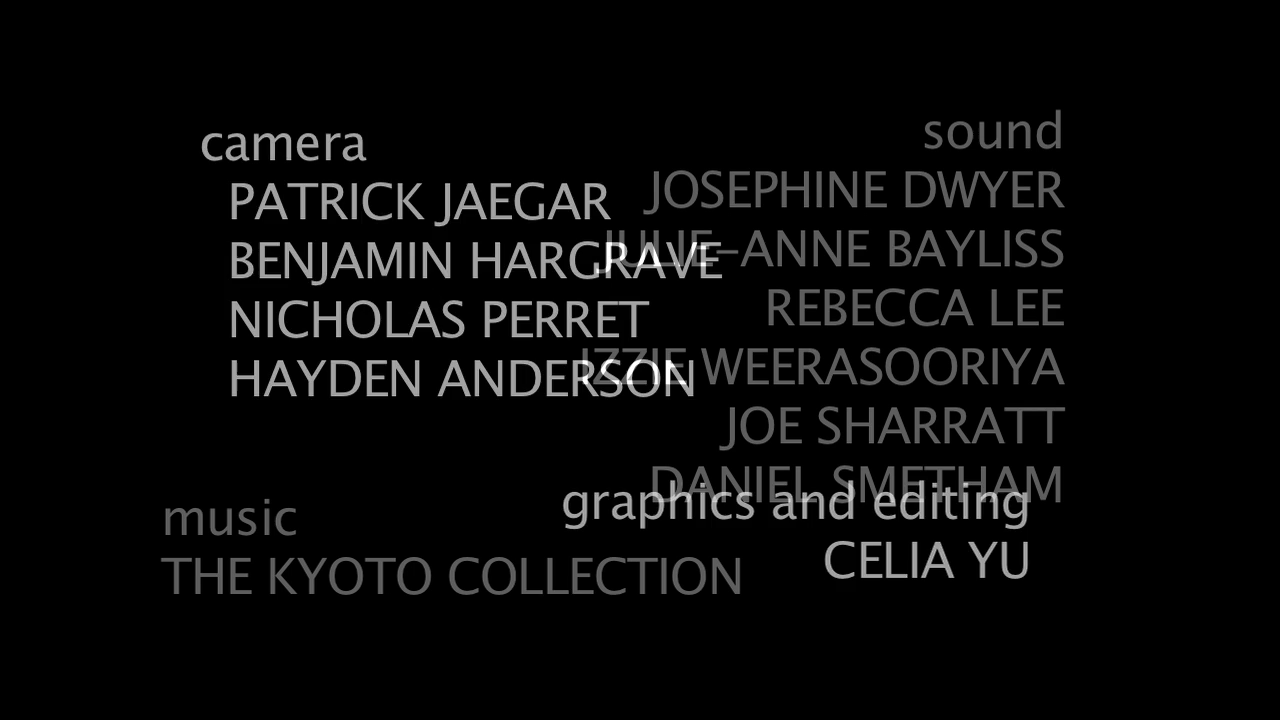 camera
PATRICK JAEGAR
BENJAMIN HARGRAVE
NICHOLAS PERRET
HAYDEN ANDERSON
sound
JOSEPHINE DWYER
JULIE-ANNE BAYLISS
REBECCA LEE
IZZIE WEERASOORIYA
JOE SHARRATT
DANIEL SMETHAM
music
THE KYOTO COLLECTION
graphics and editing
CELIA YU